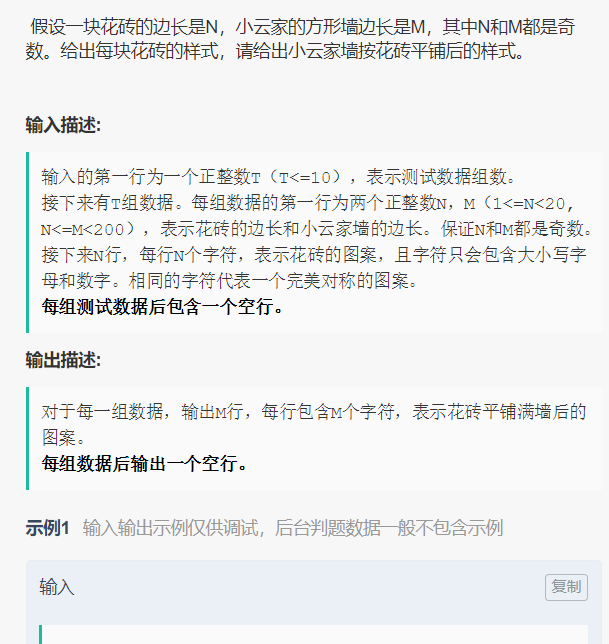 假设一块花砖的边长是N，小云家的方形墙边长是M，其中N和M都是奇
数。给出每块花砖的样式，请给出小云家墙按花砖平铺后的样式。
输入描述:
输入的第一行为一个正整数T（T<=10），表示测试数据组数。
接下来有T组数据。每组数据的第一行为两个正整数N，M（1<=N<20,
N<=M<200），表示花砖的边长和小云家墙的边长。保证N和M都是奇数。
接下来N行，每行N个字符，表示花砖的图案，且字符只会包含大小写字
母和数字。相同的字符代表一个完美对称的图案。
每组测试数据后包含一个空行。
输出描述:
对于每一组数据，输出M行，每行包含M个字符，表示花砖平铺满墙后的
图案。
每组数据后输出一个空行。
示例1 输入输出示例仅供调试，后台判题数据一般不包含示例
输入 复制